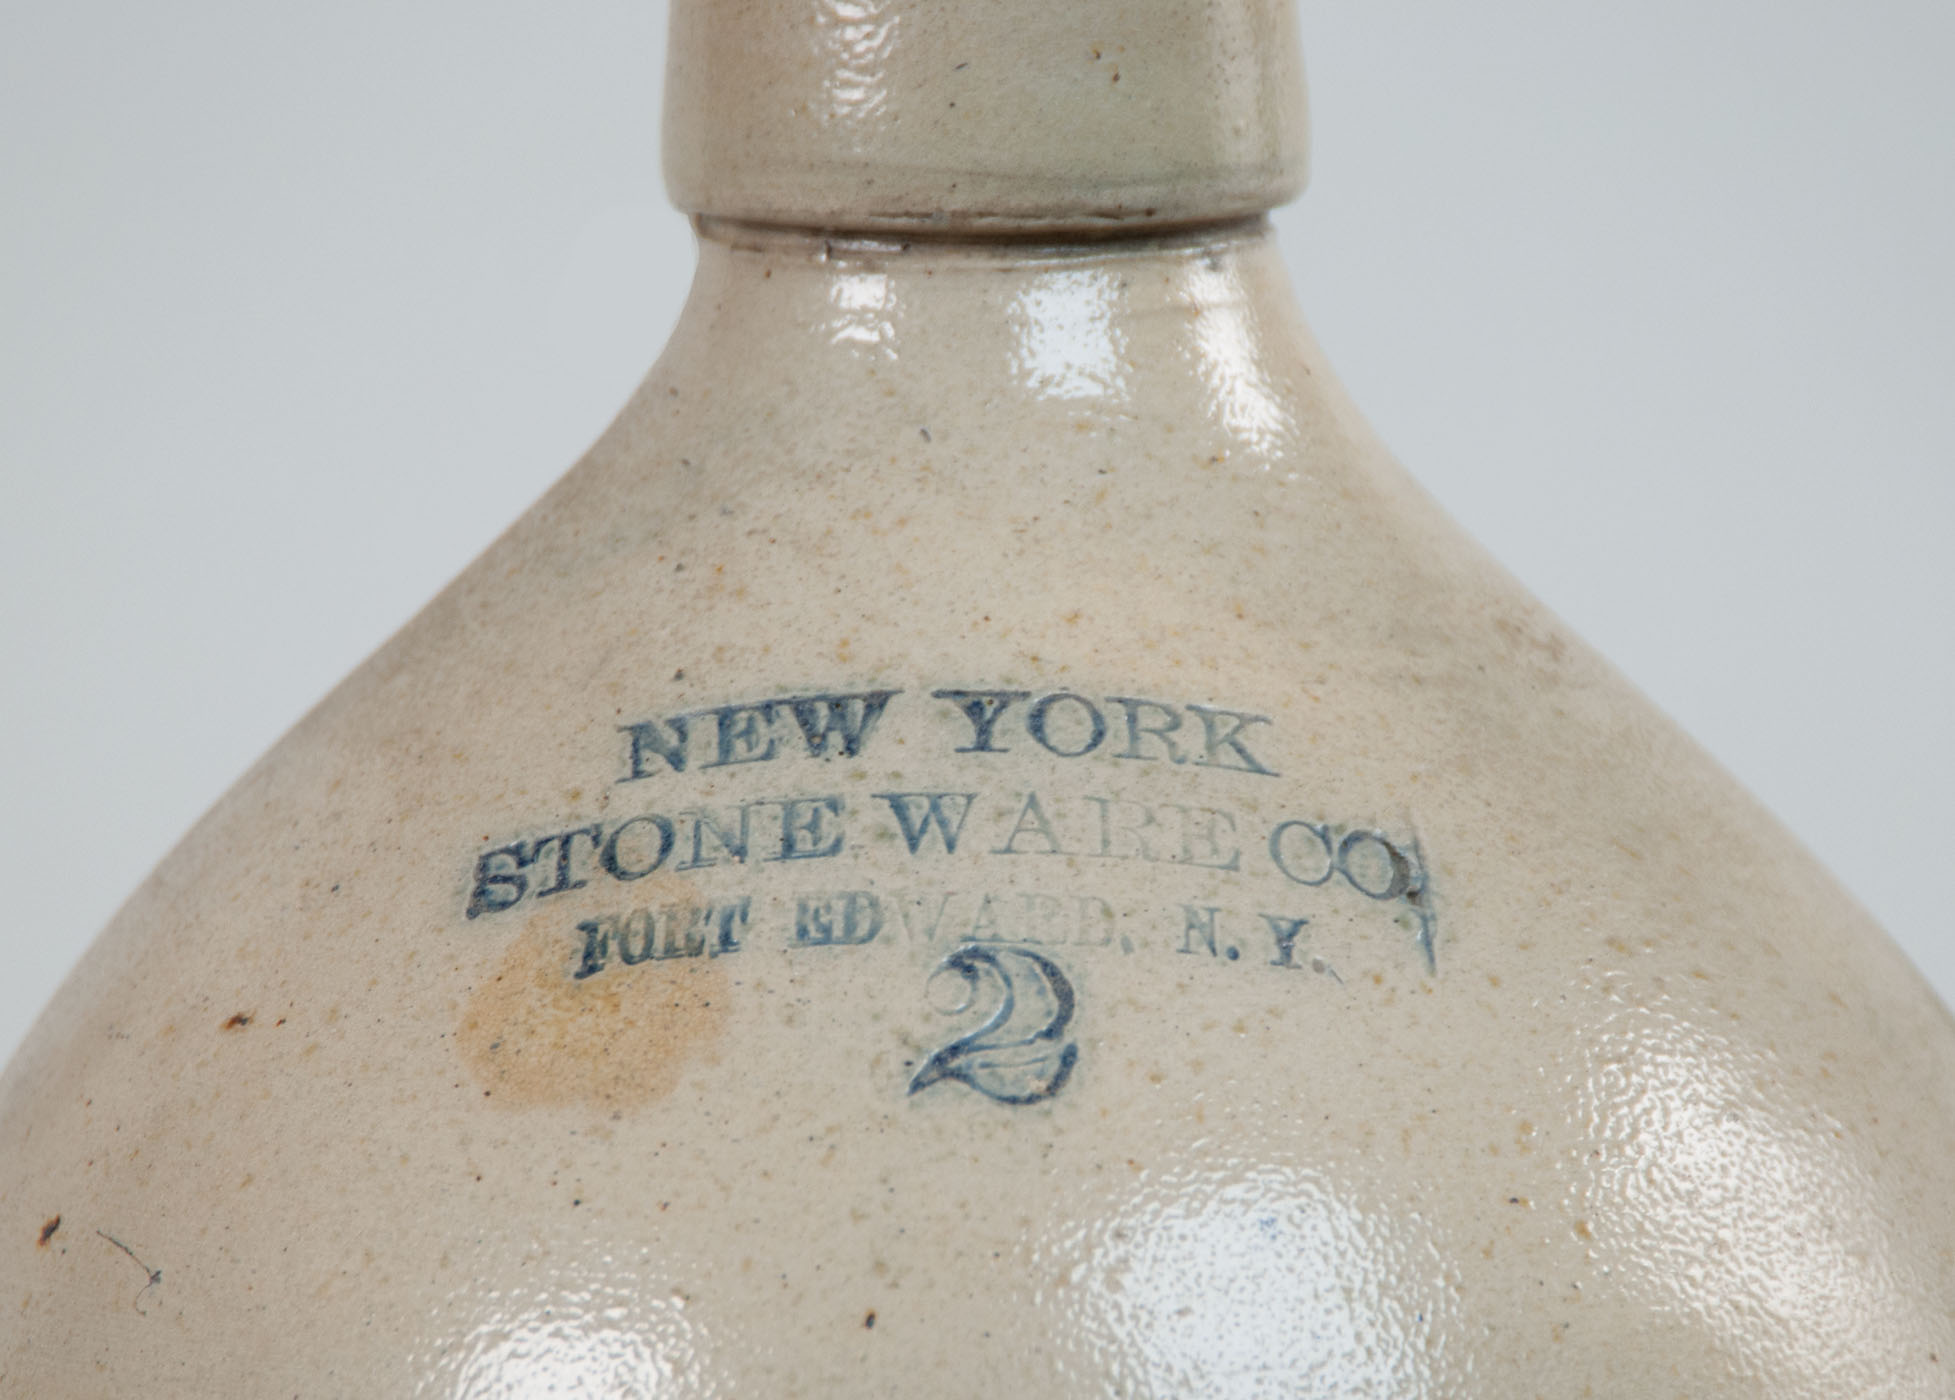 NEW YORK
STONE WARE CO.
FORT EDWARD, N.Y.
2